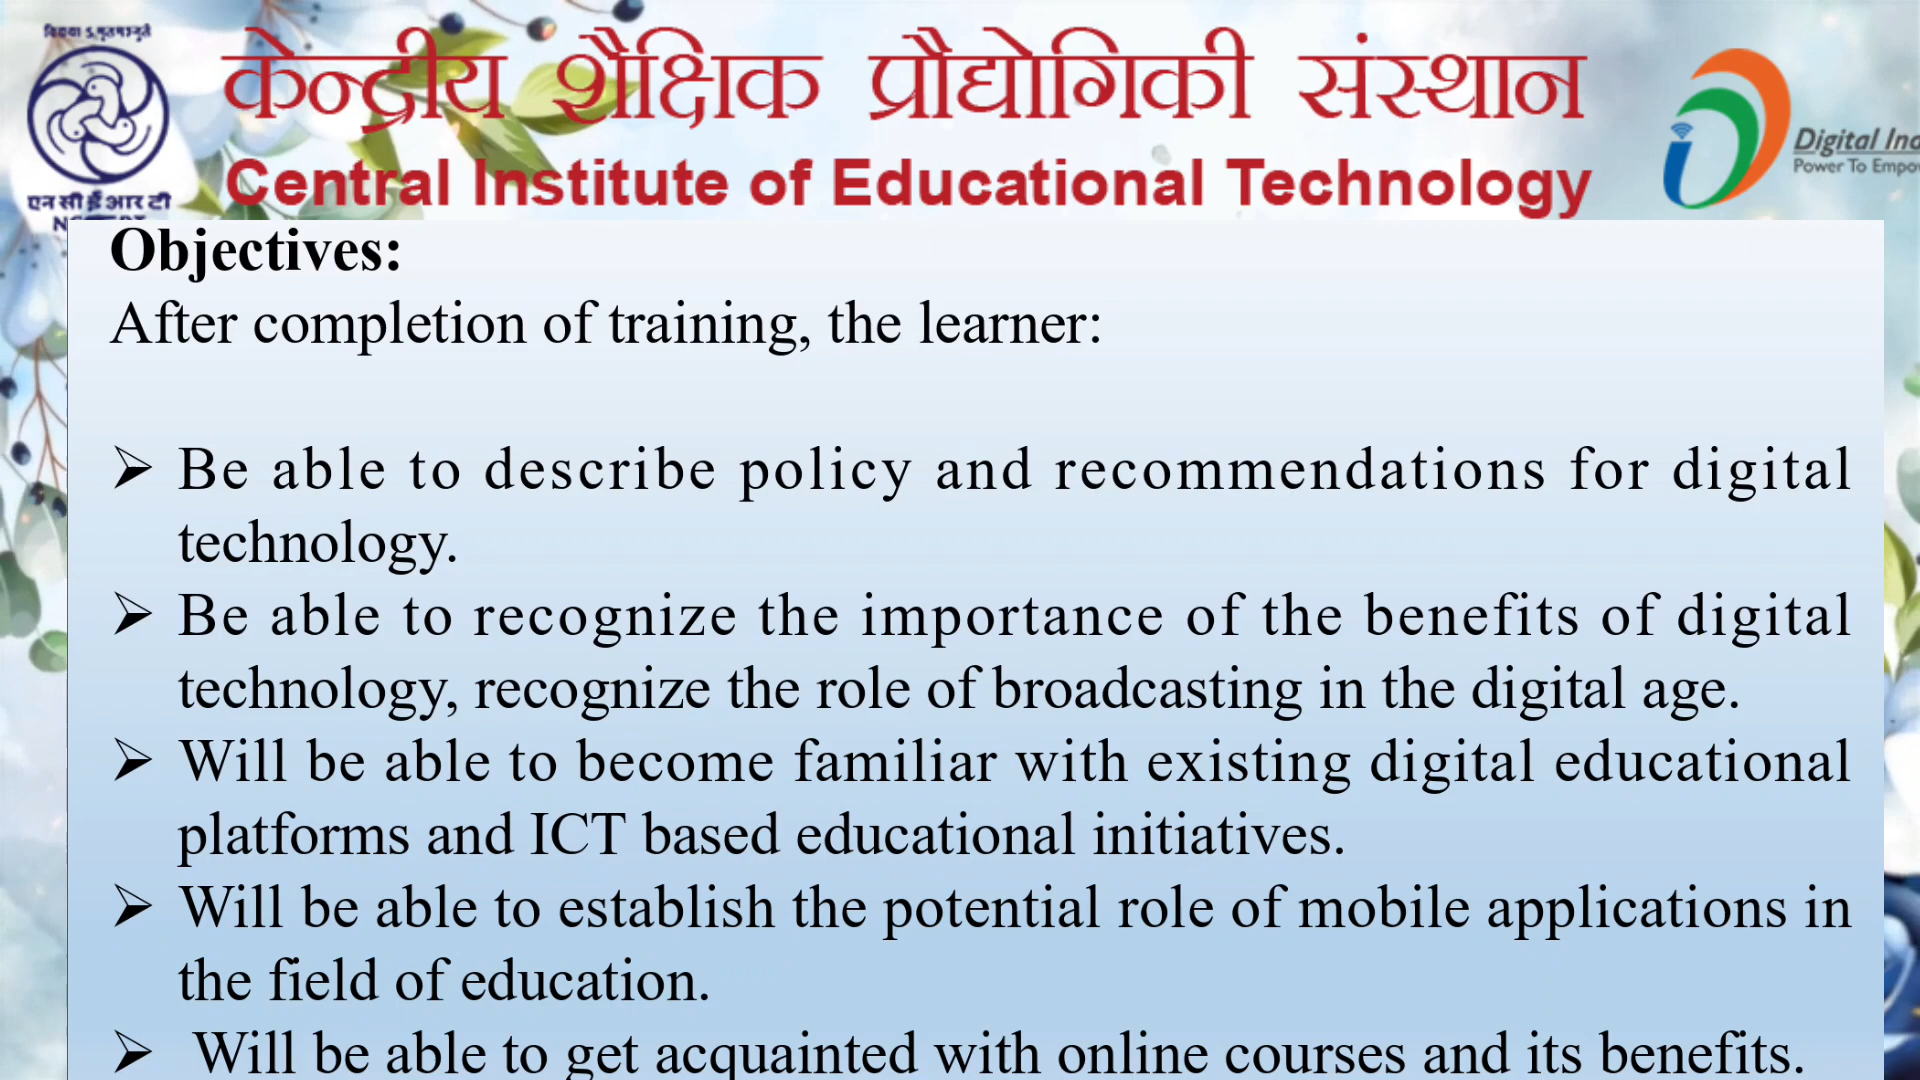 केन्द्रीय शैक्षिक प्रौद्योगिकी संस्थान
Central Institute of Educational Technology
एन सी ई आर टी
Digital
Power To
Objectives:
After completion of training, the learner:
➢ Be able to describe policy and recommendations for digital
technology.
➢ Be able to recognize the importance of the benefits of digital
technology, recognize the role of broadcasting in the digital age.
➢ Will be able to become familiar with existing digital educational
platforms and ICT based educational initiatives.
➢ Will be able to establish the potential role of mobile applications in
the field of education.
➢ Will be able to get acquainted with online courses and its benefits.